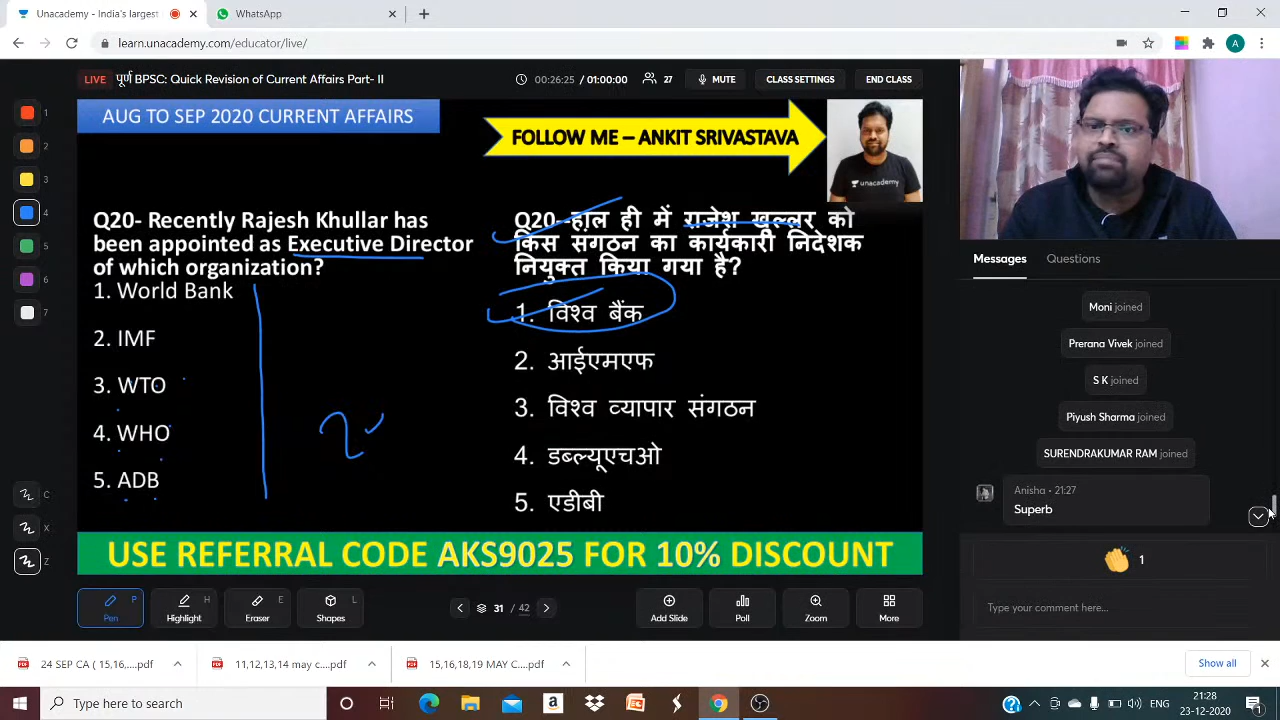 Unacademy - India's largest
WhatsApp
learn.unacademy.com/educator/live/
A
LIVE
पूर्ण BPSC: Quick Revision of Current Affairs Part- II
00:26:25 / 01:00:00
27
MUTE
CLASS SETTINGS
END CLASS
1
2
3
4
5
6
7
C
X
Z
AUG TO SEP 2020 CURRENT AFFAIRS
FOLLOW ME – ANKIT SRIVASTAVA
unacademy
Q20- Recently Rajesh Khullar has
been appointed as Executive Director
of which organization?
1. World Bank
2. IMF
3. WTO
4. WHO
5. ADB
Q20--हाल ही में राजेश खुल्लर को
किस संगठन का कार्यकारी निदेशक
नियुक्त किया गया है?
1. विश्व बैंक
2. आईएमएफ
3. विश्व व्यापार संगठन
4. डब्ल्यूएचओ
5. एडीबी
USE REFERRAL CODE AKS9025 FOR 10% DISCOUNT
Messages
Questions
Moni joined
Prerana Vivek joined
S K joined
Piyush Sharma joined
SURENDRAKUMAR RAM joined
Anisha • 21:27
Superb
1
Type your comment here...
P
Pen
H
Highlight
E
Eraser
L
Shapes
31 / 42
Add Slide
Poll
Zoom
More
24 SEP CA ( 15,16,....pdf
11,12,13,14 may c....pdf
15,16,18,19 MAY C....pdf
Show all
Type here to search
ENG
21:28
23-12-2020